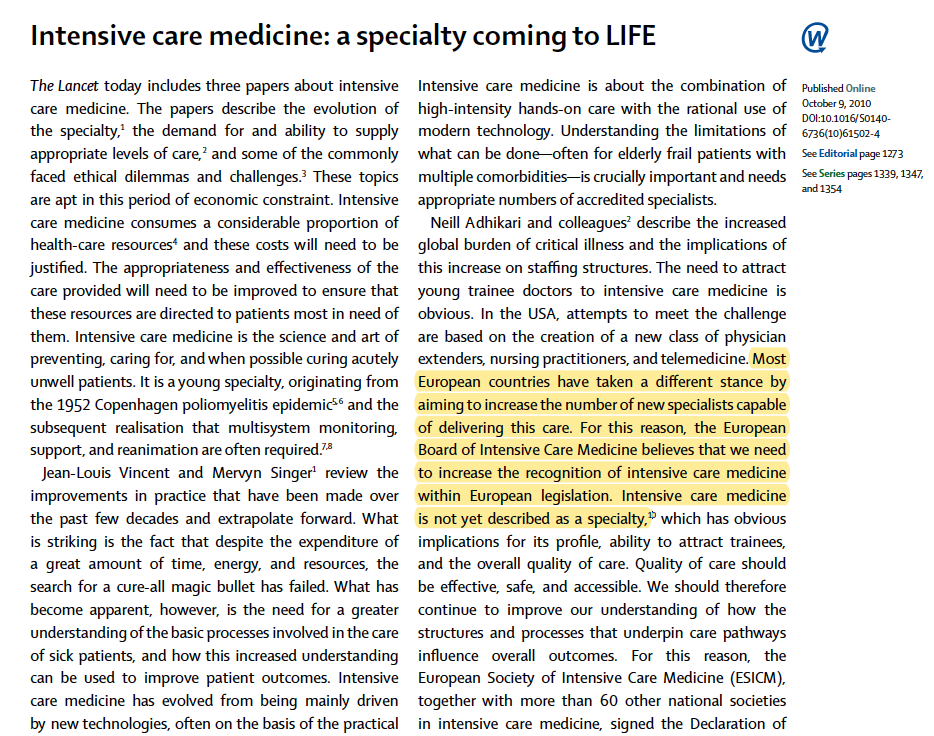 Intensive care medicine: a specialty coming to LIFE
The Lancet today includes three papers about intensive
care medicine. The papers describe the evolution of
the specialty,1 the demand for and ability to supply
appropriate levels of care,2 and some of the commonly
faced ethical dilemmas and challenges.3 These topics
are apt in this period of economic constraint. Intensive
care medicine consumes a considerable proportion of
health-care resources4 and these costs will need to be
justified. The appropriateness and effectiveness of the
care provided will need to be improved to ensure that
these resources are directed to patients most in need of
them. Intensive care medicine is the science and art of
preventing, caring for, and when possible curing acutely
unwell patients. It is a young specialty, originating from
the 1952 Copenhagen poliomyelitis epidemic5,6 and the
subsequent realisation that multisystem monitoring,
support, and reanimation are often required.7,8
Jean-Louis Vincent and Mervyn Singer1 review the
improvements in practice that have been made over
the past few decades and extrapolate forward. What
is striking is the fact that despite the expenditure of
a great amount of time, energy, and resources, the
search for a cure-all magic bullet has failed. What has
become apparent, however, is the need for a greater
understanding of the basic processes involved in the care
of sick patients, and how this increased understanding
can be used to improve patient outcomes. Intensive
care medicine has evolved from being mainly driven
by new technologies, often on the basis of the practical
Intensive care medicine is about the combination of
high-intensity hands-on care with the rational use of
modern technology. Understanding the limitations of
what can be done—often for elderly frail patients with
multiple comorbidities—is crucially important and needs
appropriate numbers of accredited specialists.
Neill Adhikari and colleagues2 describe the increased
global burden of critical illness and the implications of
this increase on staffing structures. The need to attract
young trainee doctors to intensive care medicine is
obvious. In the USA, attempts to meet the challenge
are based on the creation of a new class of physician
extenders, nursing practitioners, and telemedicine. Most
European countries have taken a different stance by
aiming to increase the number of new specialists capable
of delivering this care. For this reason, the European
Board of Intensive Care Medicine believes that we need
to increase the recognition of intensive care medicine
within European legislation. Intensive care medicine
is not yet described as a specialty, which has obvious
implications for its profile, ability to attract trainees,
and the overall quality of care. Quality of care should
be effective, safe, and accessible. We should therefore
continue to improve our understanding of how the
structures and processes that underpin care pathways
influence overall outcomes. For this reason, the
European Society of Intensive Care Medicine (ESICM),
together with more than 60 other national societies
in intensive care medicine, signed the Declaration of
W
Published Online
October 9, 2010
DOI:10.1016/S0140-
6736(10)61502-4
See Editorial page 1273
See Series pages 1339, 1347,
and 1354